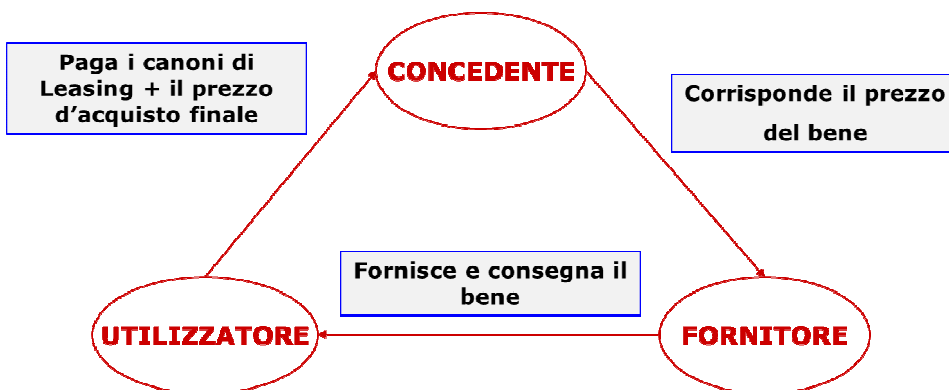 Paga i canoni di
Leasing + il prezzo
d’acquisto finale
CONCEDENTE
Corrisponde il prezzo
del bene
Fornisce e consegna il
bene
UTILIZZATORE
FORNITORE